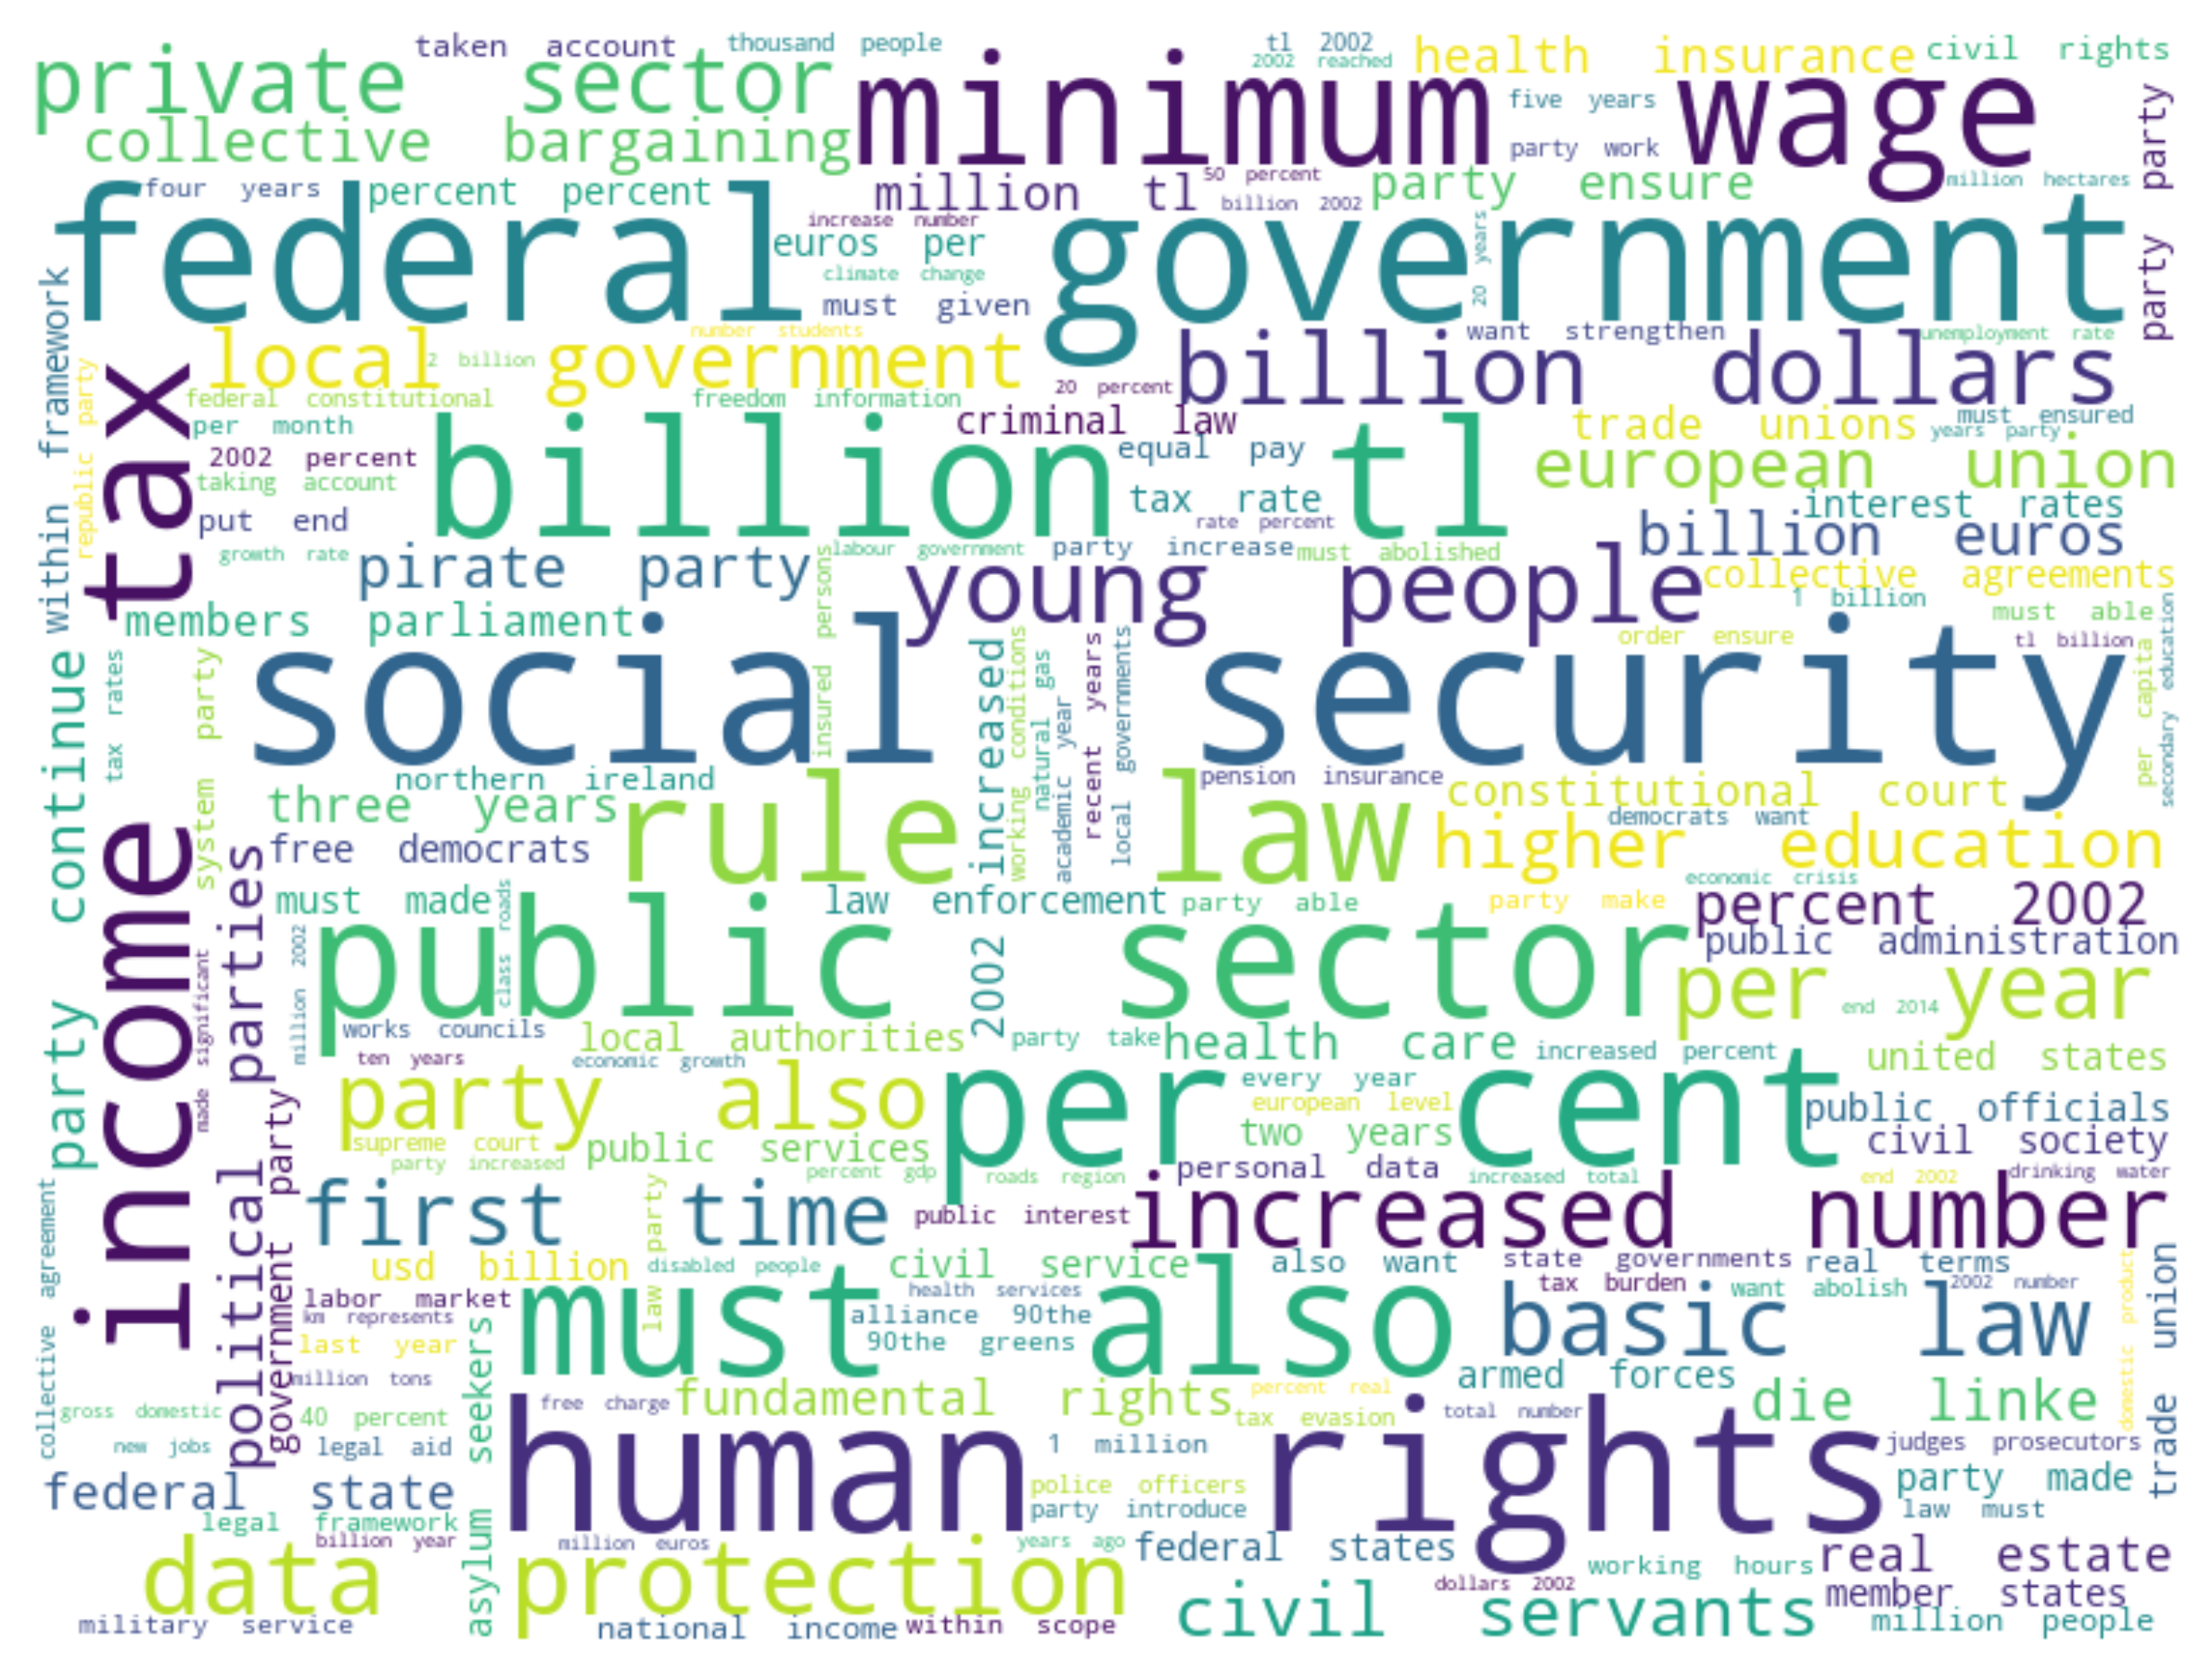 taken account
thousand people
tl 2002
2002 reached
health insurance
civil rights
private sector
minimum wage
five years
party party
collective bargaining
party work
four years
percent percent
million tl
50 percent
billion 2002
party ensure
million hectares
federal government
increase number
euros per
climate change
must given
20 years
number students
want strengthen
unemployment rate
local government
2 billion
billion dollars
20 percent
federal constitutional
freedom information
criminal law
trade unions
must ensured
years party
per month
billion tl
equal pay
2002 percent
european union
taking account
tax rate
interest rates
put end
rate percent
billion euros
growth rate
pirate party
labour government
party increase
must abolished
young people
collective agreements
1 billion
members parliament
must able
order ensure
tl billion
social security
within framework
republic party
income tax
party continue
tax rates
system party
insured persons
increased 2002
working conditions
natural gas
academic year
recent years
local governments
per capita
secondary education
northern ireland
pension insurance
three years
rule law
constitutional court
democrats want
free democrats
higher education
economic crisis
must made
law enforcement
party able
party make
percent 2002
public sector
public administration
political parties
government party
made significant
million 2002
class roads
per year
end 2014
works councils
local authorities
party take
health care
increased percent
united states
ten years
economic growth
party also
per cent
every year
european level
public officials
supreme court
public services
two years
civil society
party increased
percent gdp
roads region
personal data
increased total
end 2002
drinking water
first time
law party
public interest
increased number
usd billion
disabled people
civil service
also want
state governments
real terms
labor market
must also
health services
tax burden
want abolish
2002 number
km represents
alliance 90the
basic law
last year
90the greens
million tons
armed forces
collective agreement
asylum seekers
domestic product
trade union
gross domestic
40 percent
free charge
fundamental rights
percent real
tax evasion
total number
die linke
new jobs
legal aid
human rights
1 million
judges prosecutors
federal state
police officers
party made
party introduce
law must
legal framework
billion year
million euros
years ago
federal states
working hours
real estate
data protection
dollars 2002
member states
military service
national income
within scope
civil servants
million people